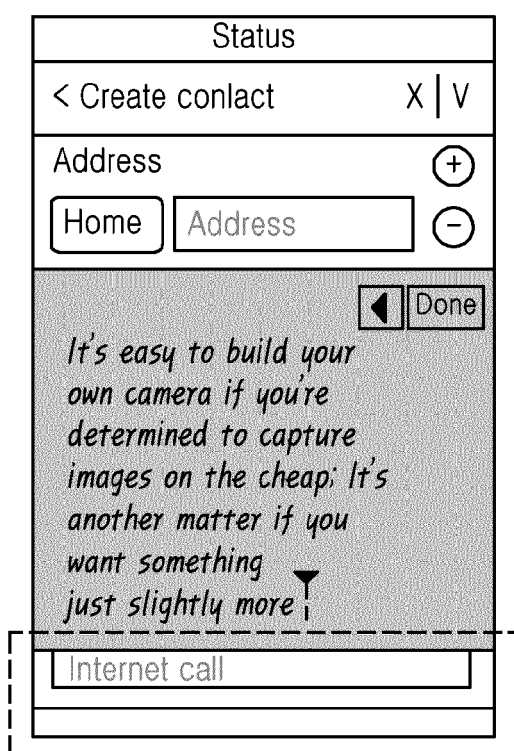 Status
< Create conlact X | V
Address +
Home Address −
Done
It's easy to build your
own camera if you're
determined to capture
images on the cheap; It's
another matter if you
want something
just slightly more
Internet call